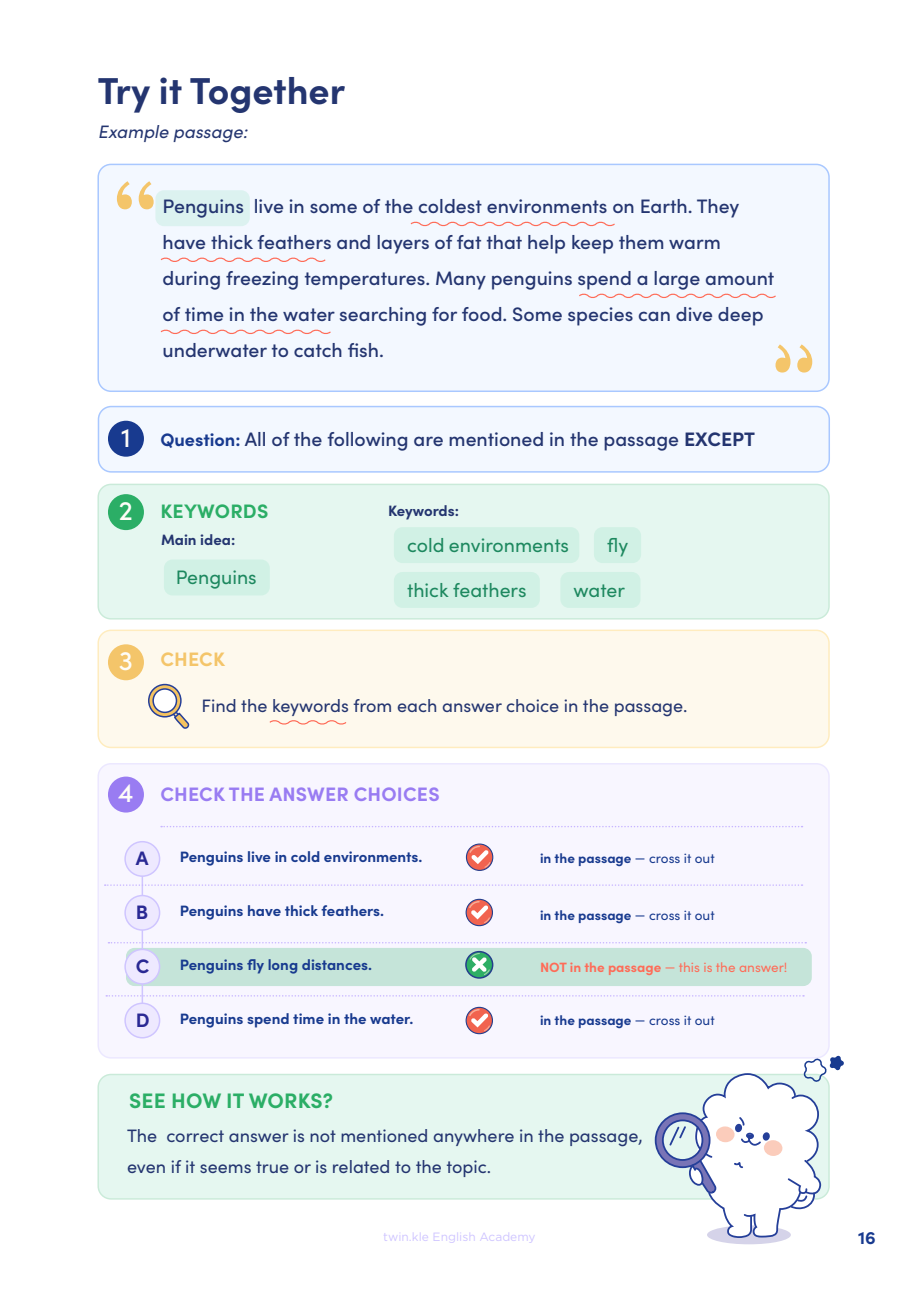 Try it Together
Example passage:
“
Penguins live in some of the coldest environments on Earth. They
have thick feathers and layers of fat that help keep them warm
during freezing temperatures. Many penguins spend a large amount
of time in the water searching for food. Some species can dive deep
underwater to catch fish.
”
1 Question: All of the following are mentioned in the passage EXCEPT
2 KEYWORDS
Main idea:
Penguins
Keywords:
cold environments fly
thick feathers water
3 CHECK
Find the keywords from each answer choice in the passage.
4 CHECK THE ANSWER CHOICES
A Penguins live in cold environments. in the passage — cross it out
B Penguins have thick feathers. in the passage — cross it out
C Penguins fly long distances. NOT in the passage — this is the answer!
D Penguins spend time in the water. in the passage — cross it out
SEE HOW IT WORKS?
The correct answer is not mentioned anywhere in the passage,
even if it seems true or is related to the topic.
twin.kle English Academy
16